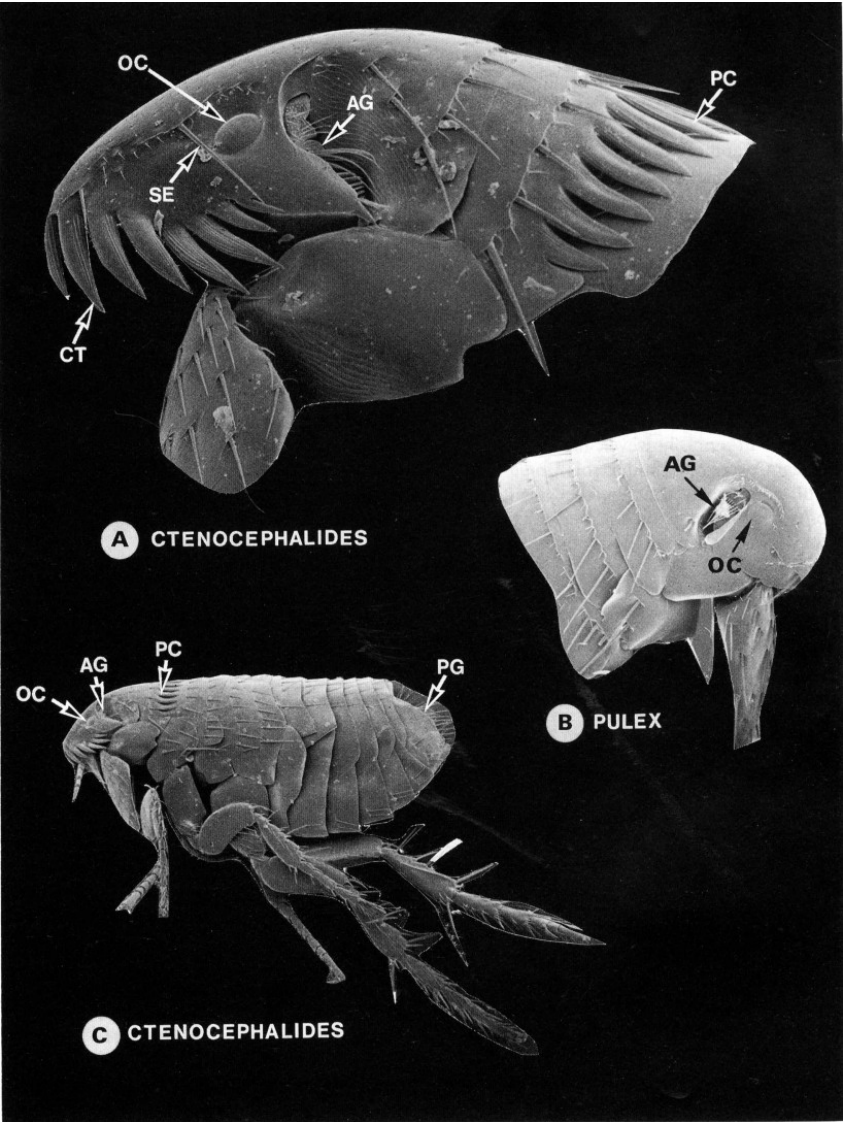 OC
AG
PC
SE
CT
A CTENOCEPHALIDES
AG
OC
B PULEX
PC
AG
OC
PG
C CTENOCEPHALIDES